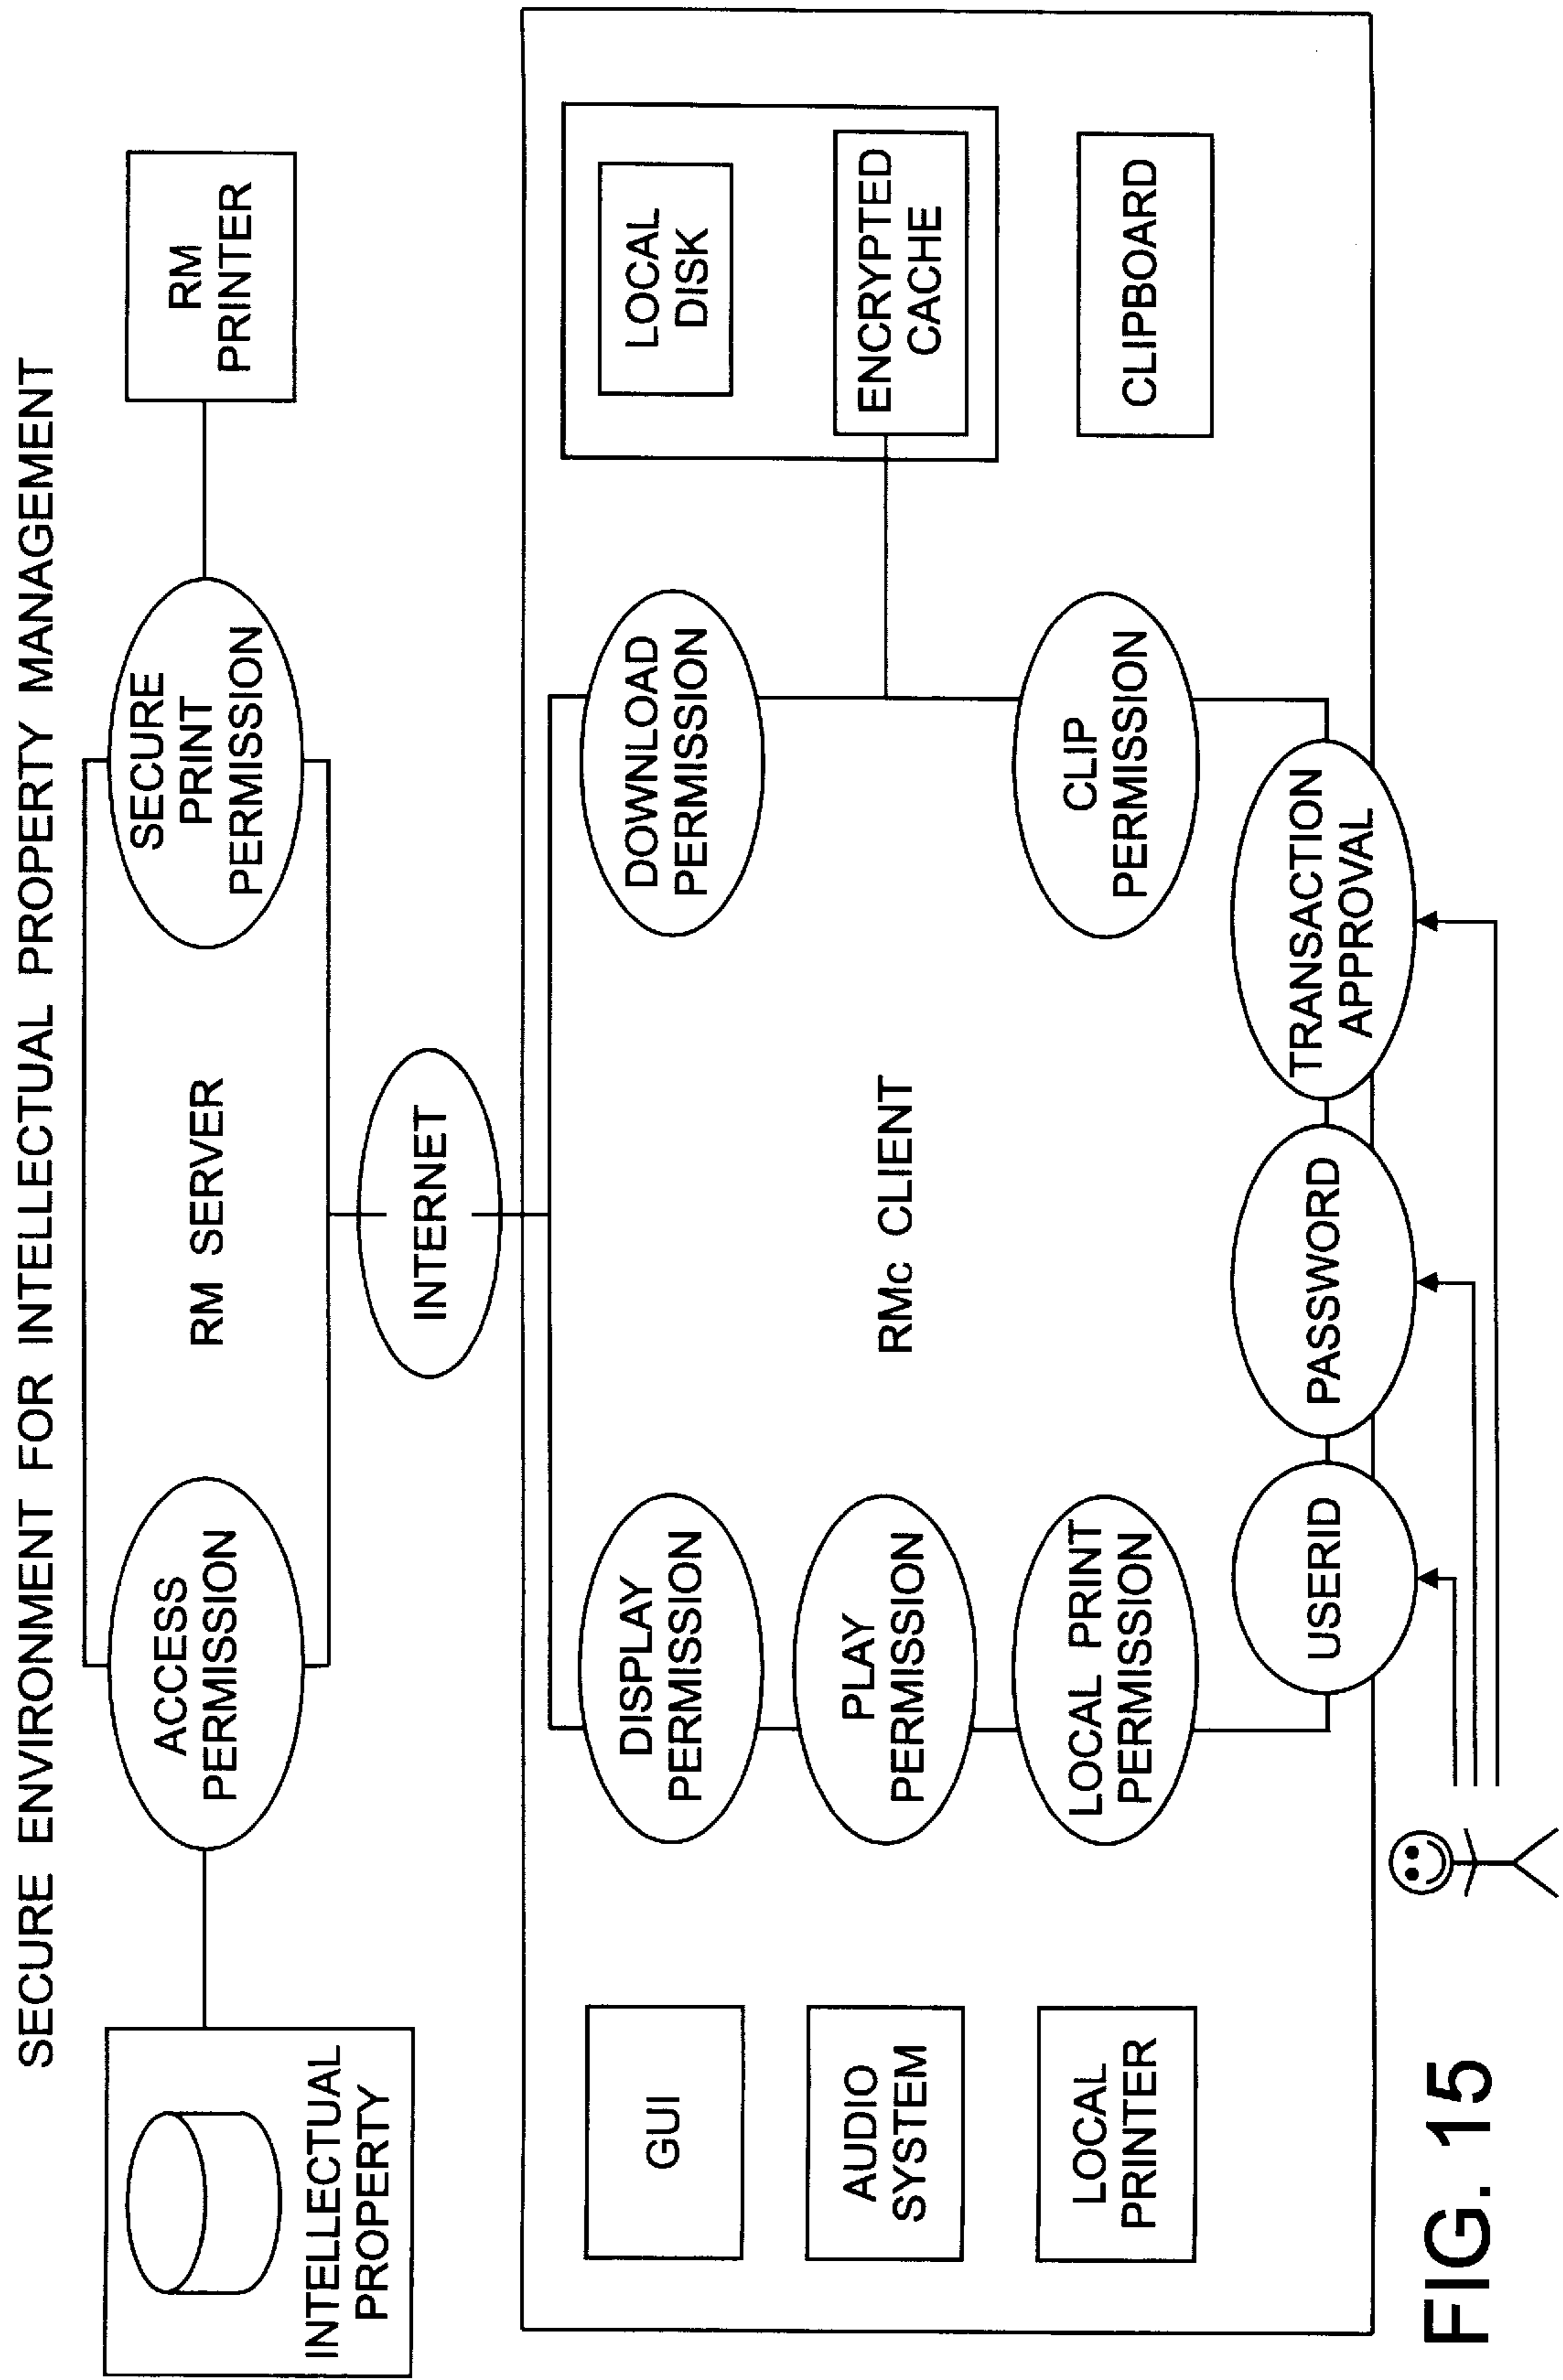 SECURE ENVIRONMENT FOR INTELLECTUAL PROPERTY MANAGEMENT
INTELLECTUAL
PROPERTY
ACCESS
PERMISSION
RM SERVER
SECURE
PRINT
PERMISSION
RM
PRINTER
INTERNET
GUI
DISPLAY
PERMISSION
DOWNLOAD
PERMISSION
LOCAL
DISK
AUDIO
SYSTEM
PLAY
PERMISSION
RMc CLIENT
ENCRYPTED
CACHE
LOCAL
PRINTER
LOCAL PRINT
PERMISSION
CLIP
PERMISSION
CLIPBOARD
USERID
PASSWORD
TRANSACTION
APPROVAL
FIG. 15